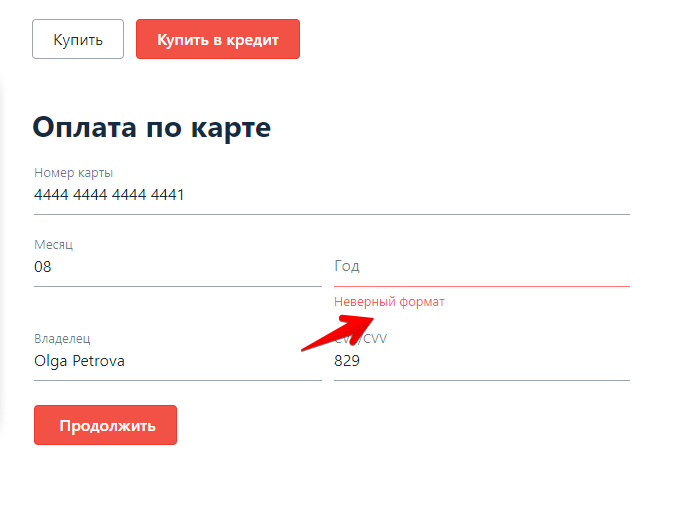 Купить Купить в кредит
Оплата по карте
Номер карты
4444 4444 4444 4441
Месяц
08
Год
Неверный формат
Владелец
Olga Petrova
/CVV
829
Продолжить